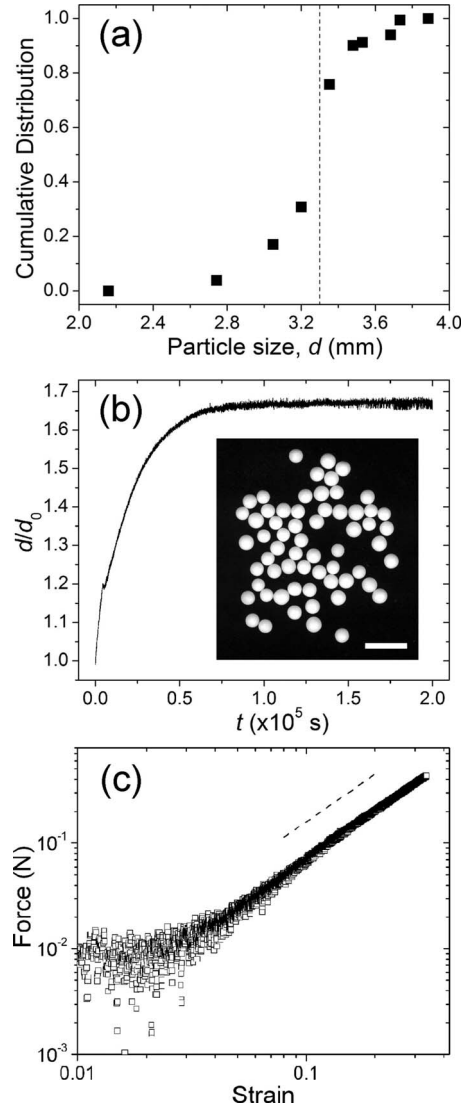 (a)
Cumulative Distribution
1.0
0.8
0.6
0.4
0.2
0.0
2.0 2.4 2.8 3.2 3.6 4.0
Particle size, d (mm)
(b)
d/d0
1.7
1.6
1.5
1.4
1.3
1.2
1.1
1.0
0.0 0.5 1.0 1.5 2.0
t (x10⁵ s)
(c)
Force (N)
10⁻¹
10⁻²
10⁻³
0.01 0.1
Strain